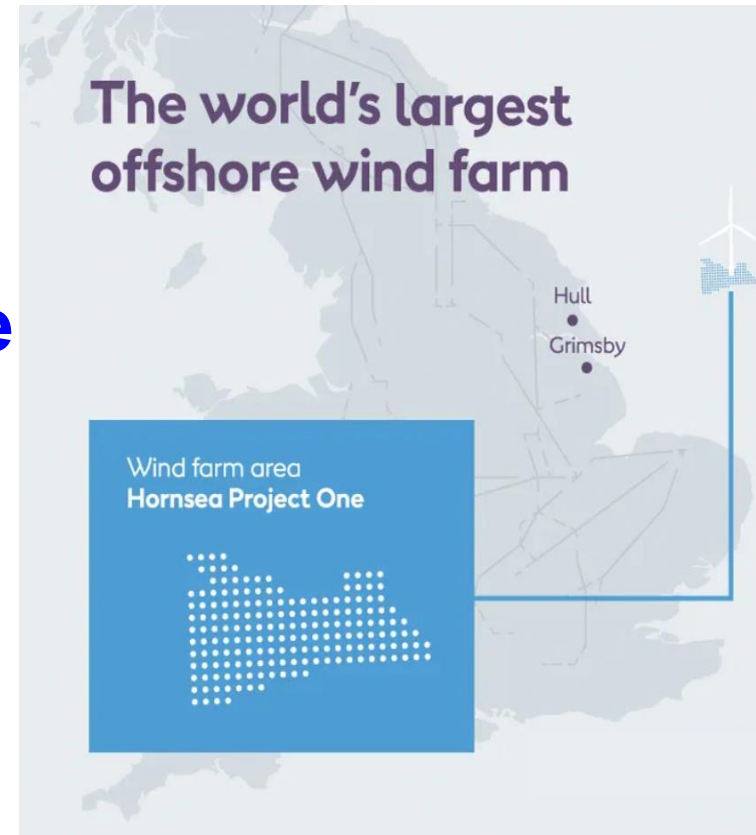 The world's largest
offshore wind farm
e
Hull
Grimsby
Wind farm area
Hornsea Project One